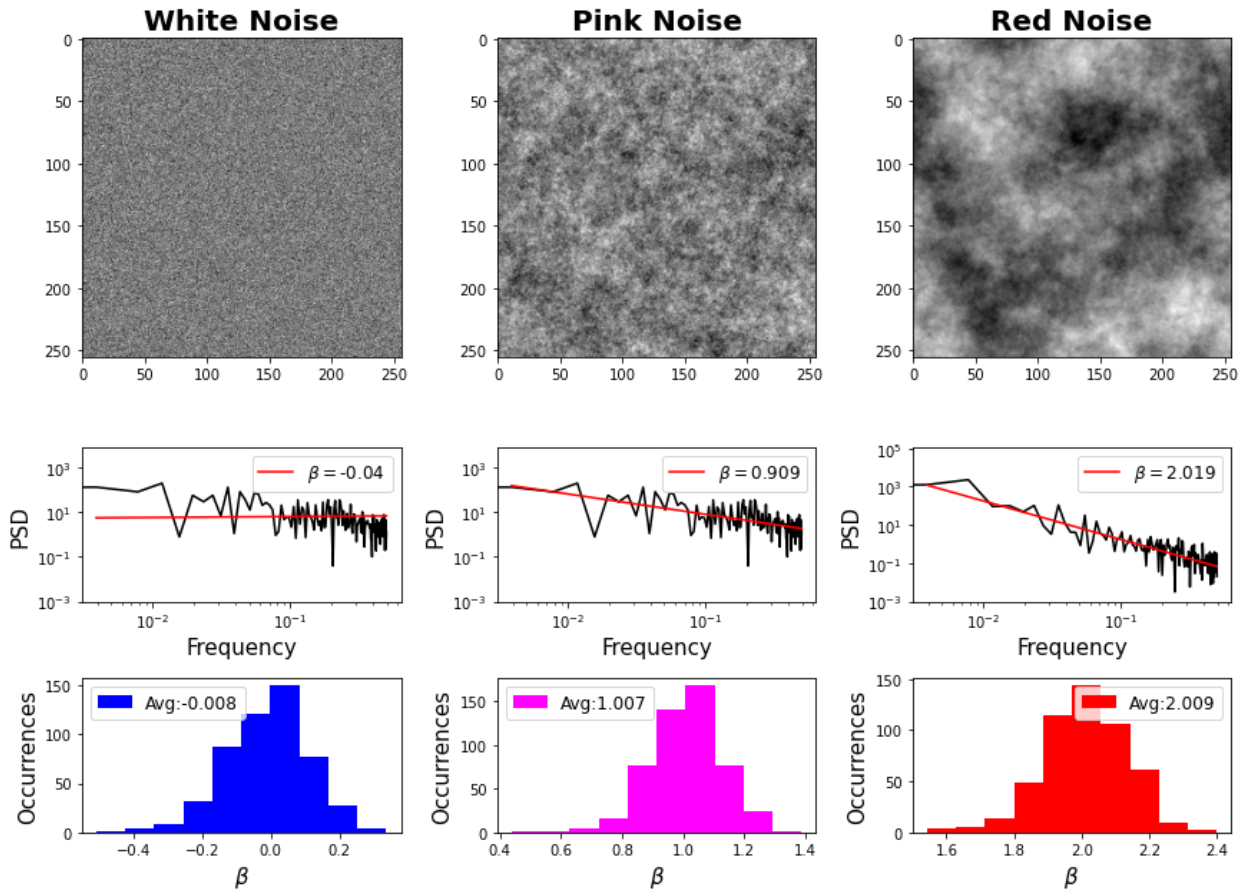 White Noise
Pink Noise
Red Noise
0
50
100
150
200
250
0 50 100 150 200 250
0
50
100
150
200
250
0 50 100 150 200 250
0
50
100
150
200
250
0 50 100 150 200 250
PSD
10³
10¹
10⁻¹
10⁻³
β = -0.04
10⁻² 10⁻¹
Frequency
PSD
10³
10¹
10⁻¹
10⁻³
β = 0.909
10⁻² 10⁻¹
Frequency
PSD
10⁵
10³
10¹
10⁻¹
10⁻³
β = 2.019
10⁻² 10⁻¹
Frequency
Occurrences
150
100
50
0
Avg:-0.008
−0.4 −0.2 0.0 0.2
β
Occurrences
150
100
50
0
Avg:1.007
0.4 0.6 0.8 1.0 1.2 1.4
β
Occurrences
150
100
50
0
Avg:2.009
1.6 1.8 2.0 2.2 2.4
β